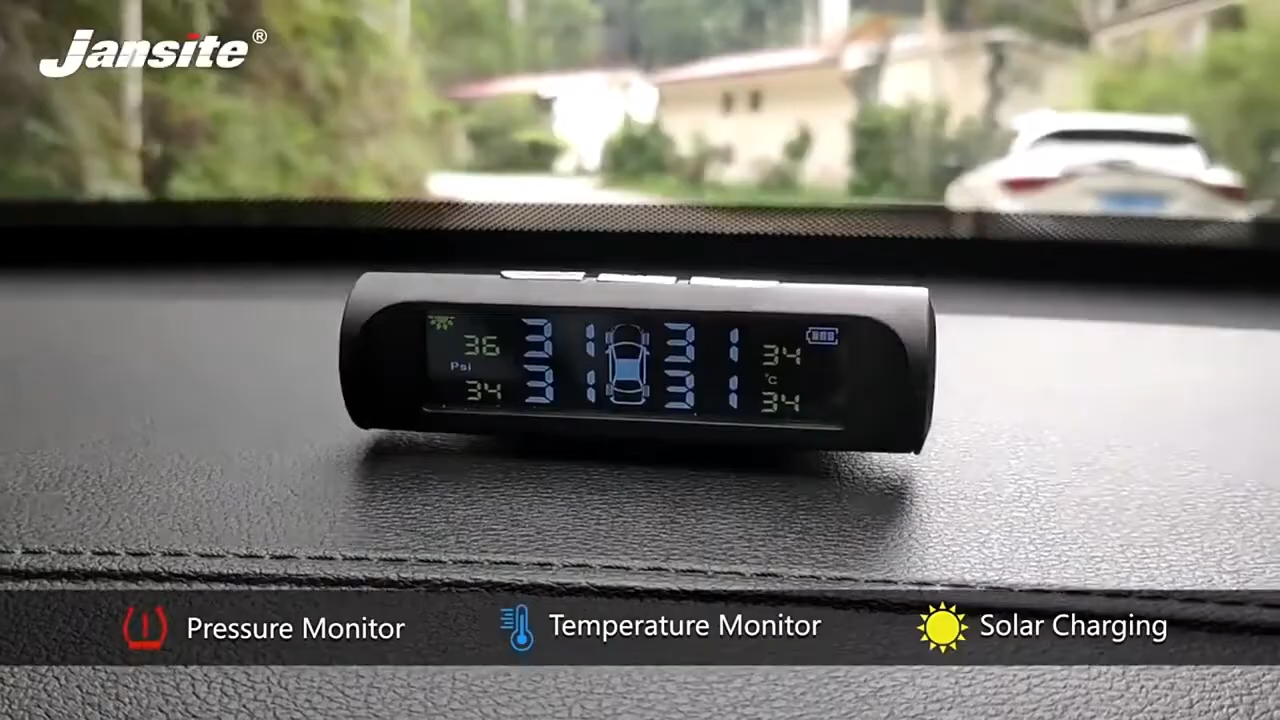 Jansite®
36 31 31 34
Psi °C
34 31 31 34
Pressure Monitor
Temperature Monitor
Solar Charging